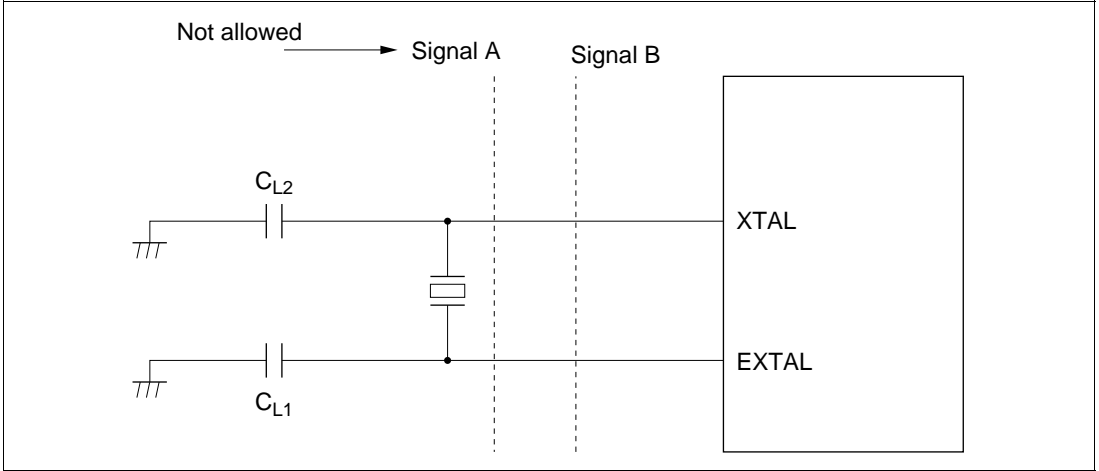 Not allowed
Signal A
Signal B
CL2
XTAL
EXTAL
CL1